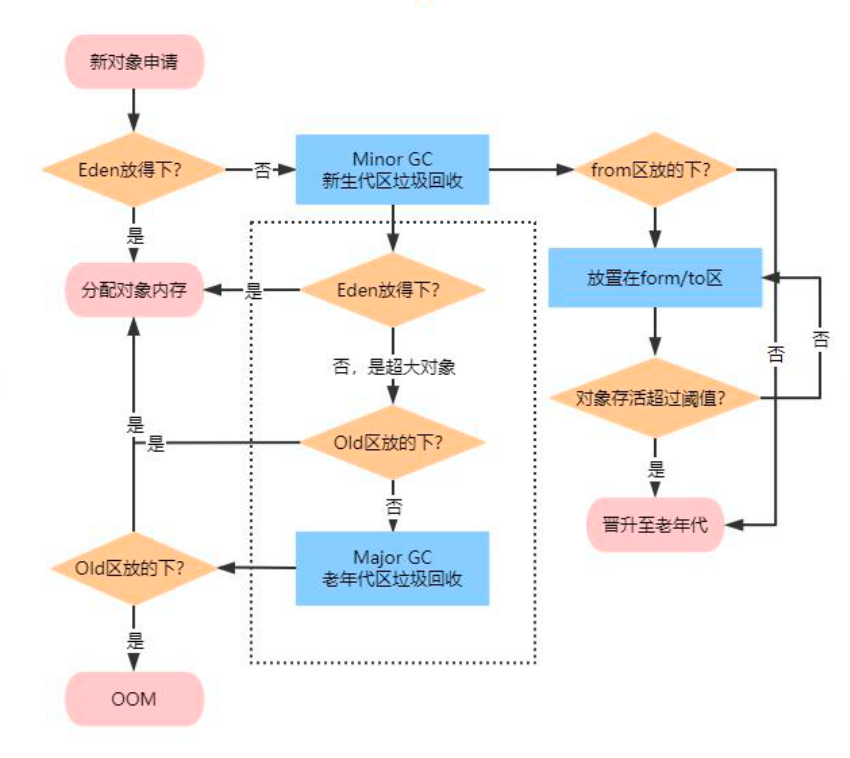 新对象申请
Eden放得下?
否
Minor GC
新生代区垃圾回收
from区放的下?
是
分配对象内存
是
Eden放得下?
放置在form/to区
否
否
否，是超大对象
对象存活超过阈值?
是
是
Old区放的下?
是
否
晋升至老年代
Old区放的下?
Major GC
老年代区垃圾回收
是
OOM